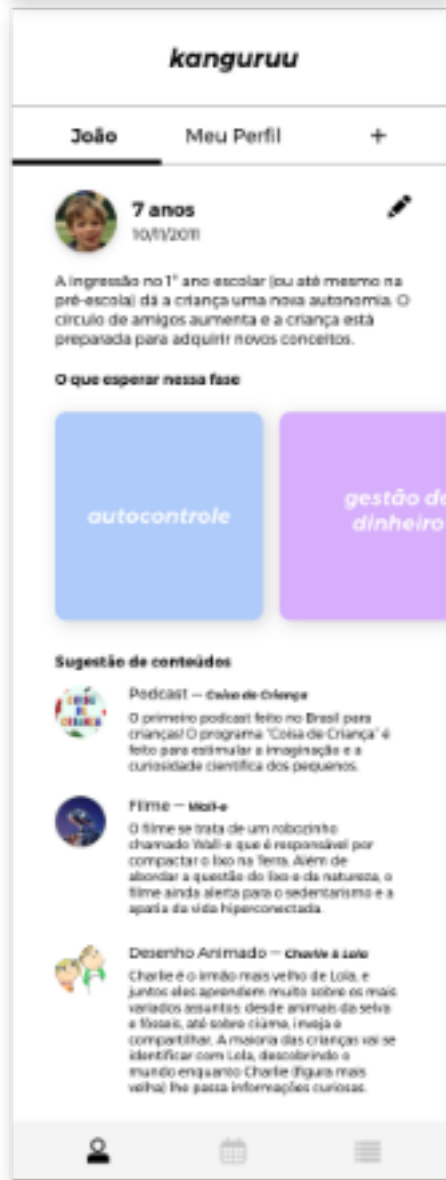 kanguruu
João
Meu Perfil
+
7 anos
10/11/2011
A ingressão no 1º ano escolar (ou até mesmo na
pré-escola) dá a criança uma nova autonomia. O
círculo de amigos aumenta e a criança está
preparada para adquirir novos conceitos.
O que esperar nessa fase
autocontrole
gestão de
dinheiro
Sugestão de conteúdos
Podcast — Coisa de Criança
O primeiro podcast feito no Brasil para
crianças! O programa "Coisa de Criança" é
feito para estimular a imaginação e a
curiosidade científica dos pequenos.
Filme — Wall-e
O filme se trata de um robozinho
chamado Wall-e que é responsável por
compactar o lixo na Terra. Além de
abordar a questão do lixo e da natureza, o
filme ainda alerta para o sedentarismo e a
apatia da vida hiperconectada.
Desenho Animado — Charlie & Lola
Charlie é o irmão mais velho de Lola, e
juntos eles aprendem muito sobre os mais
variados assuntos: desde animais da selva
e fósseis, até sobre ciúme, inveja e
compartilhar. A maioria das crianças vai se
identificar com Lola, descobrindo o
mundo enquanto Charlie (figura mais
velha) lhe passa informações curiosas.